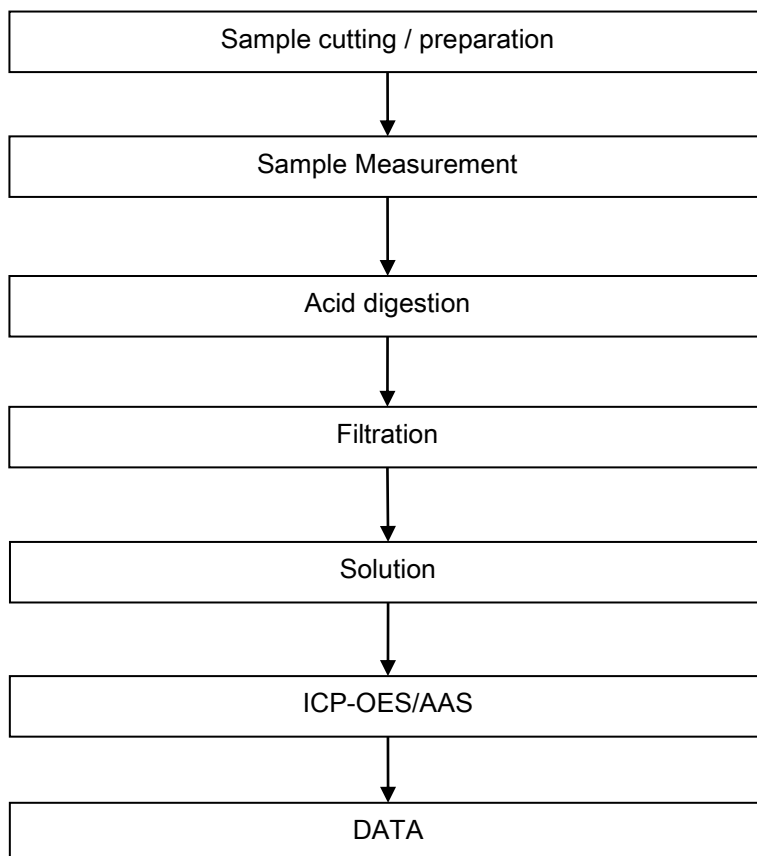 Sample cutting / preparation
Sample Measurement
Acid digestion
Filtration
Solution
ICP-OES/AAS
DATA